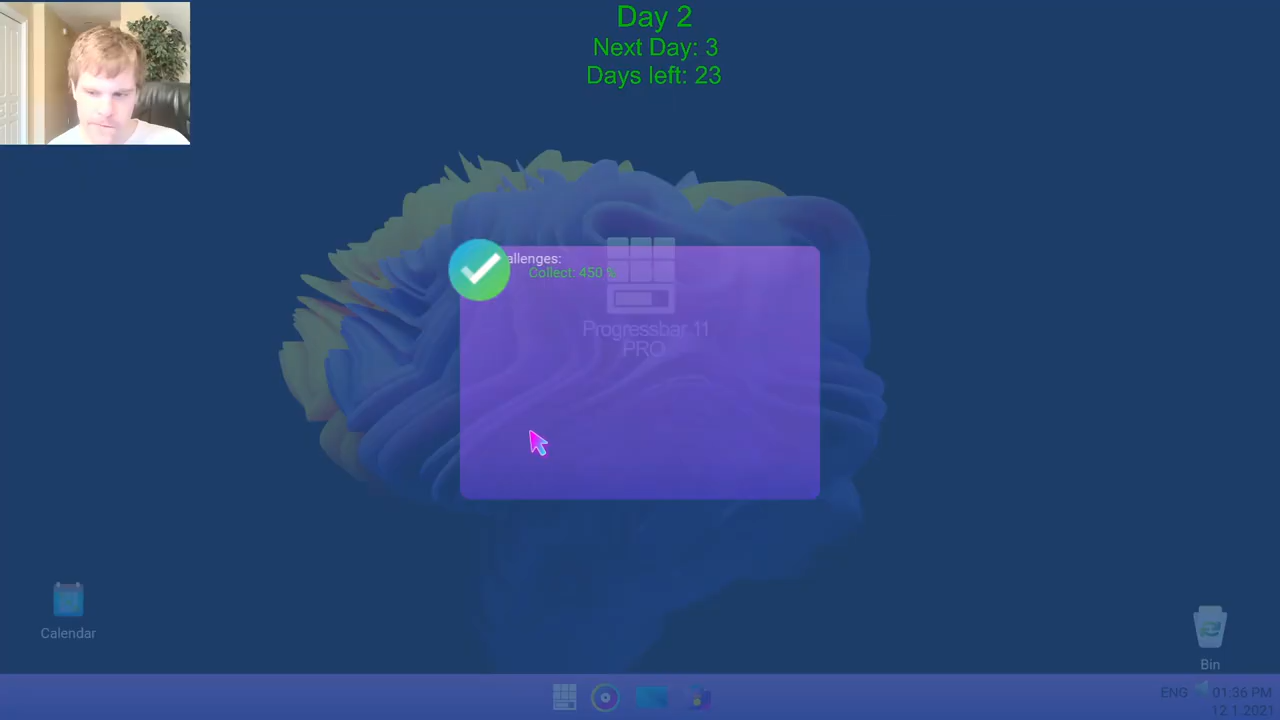 Day 2
Next Day: 3
Days left: 23
allenges:
Collect: 450 %
Progressbar 11
PRO
Calendar
Bin
ENG 01:36 PM
12.1.2021